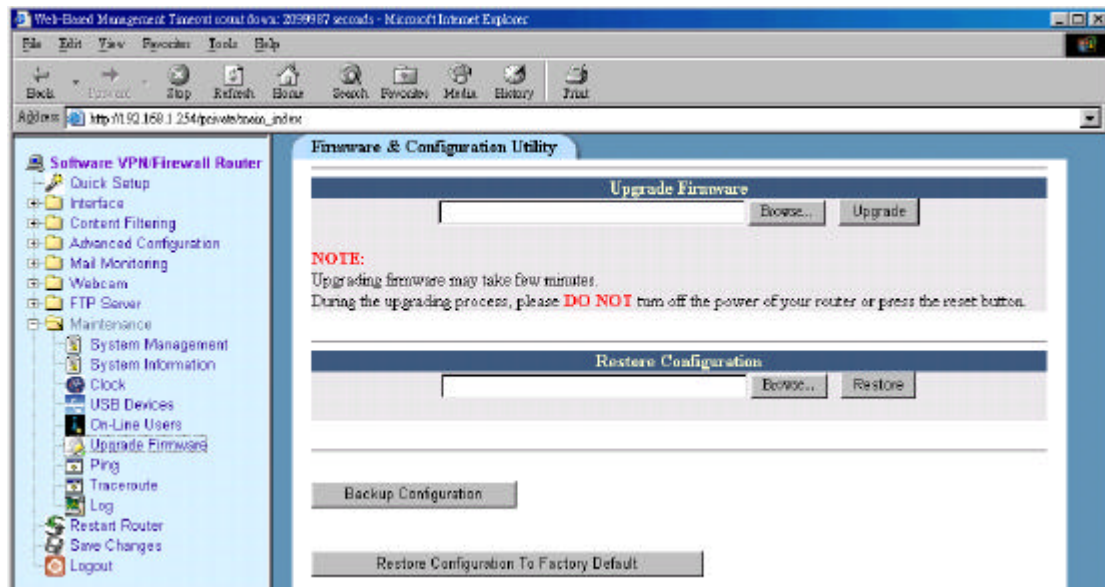 Web-Based Management Timeout count down: 2099987 seconds - Microsoft Internet Explorer
File Edit View Favorites Tools Help
Back Forward Stop Refresh Home Search Favorites Media History Print
Address http://192.168.1.254/private/main_index
Software VPN/Firewall Router
Quick Setup
Interface
Content Filtering
Advanced Configuration
Mail Monitoring
Webcam
FTP Server
Maintenance
System Management
System Information
Clock
USB Devices
On-Line Users
Upgrade Firmware
Ping
Traceroute
Log
Restart Router
Save Changes
Logout
Firmware & Configuration Utility
Upgrade Firmware
Browse... Upgrade
NOTE:
Upgrading firmware may take few minutes.
During the upgrading process, please DO NOT turn off the power of your router or press the reset button.
Restore Configuration
Browse... Restore
Backup Configuration
Restore Configuration To Factory Default